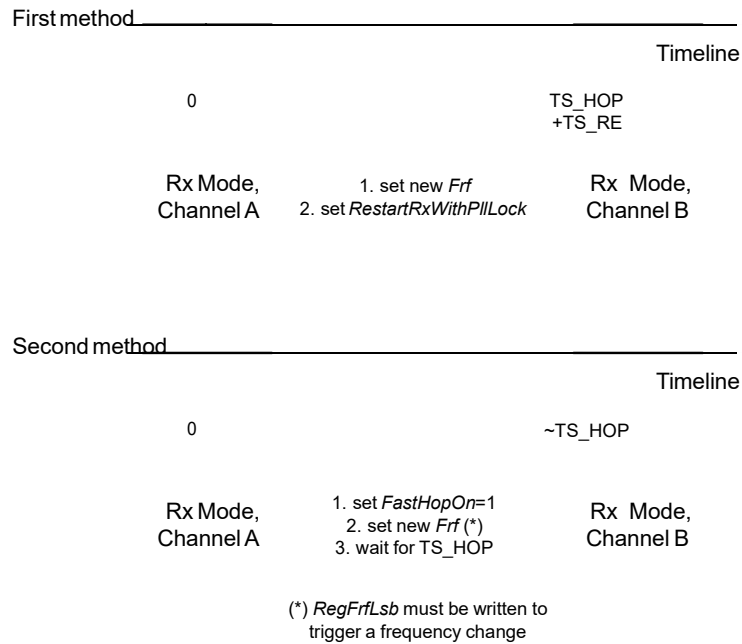 First method
Timeline
0
TS_HOP
+TS_RE
Rx Mode,
Channel A
1. set new Frf
2. set RestartRxWithPllLock
Rx Mode,
Channel B
Second method
Timeline
0
~TS_HOP
Rx Mode,
Channel A
1. set FastHopOn=1
2. set new Frf (*)
3. wait for TS_HOP
Rx Mode,
Channel B
(*) RegFrfLsb must be written to
trigger a frequency change